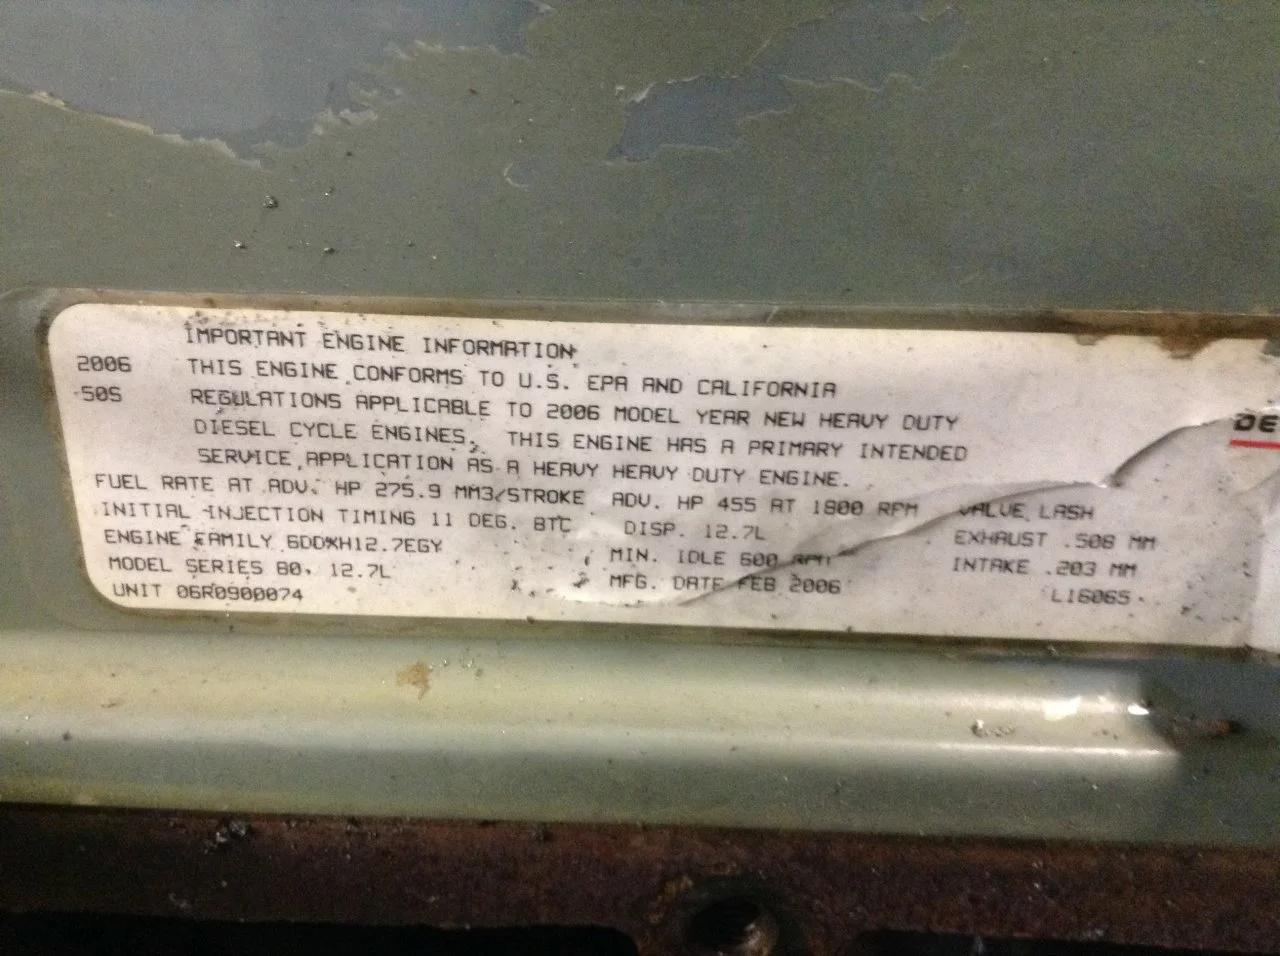 IMPORTANT ENGINE INFORMATION
2006 THIS ENGINE CONFORMS TO U.S. EPA AND CALIFORNIA
50S REGULATIONS APPLICABLE TO 2006 MODEL YEAR NEW HEAVY DUTY
DIESEL CYCLE ENGINES. THIS ENGINE HAS A PRIMARY INTENDED
SERVICE APPLICATION AS A HEAVY HEAVY DUTY ENGINE.
FUEL RATE AT ADV. HP 275.9 MM3/STROKE ADV. HP 455 AT 1800 RPM VALVE LASH
INITIAL INJECTION TIMING 11 DEG. BTC DISP. 12.7L EXHAUST .508 MM
ENGINE FAMILY 6DDXH12.7EGY MIN. IDLE 600 RPM INTAKE .203 MM
MODEL SERIES 60, 12.7L MFG. DATE FEB 2006 L16065
UNIT 06R0900074
DE